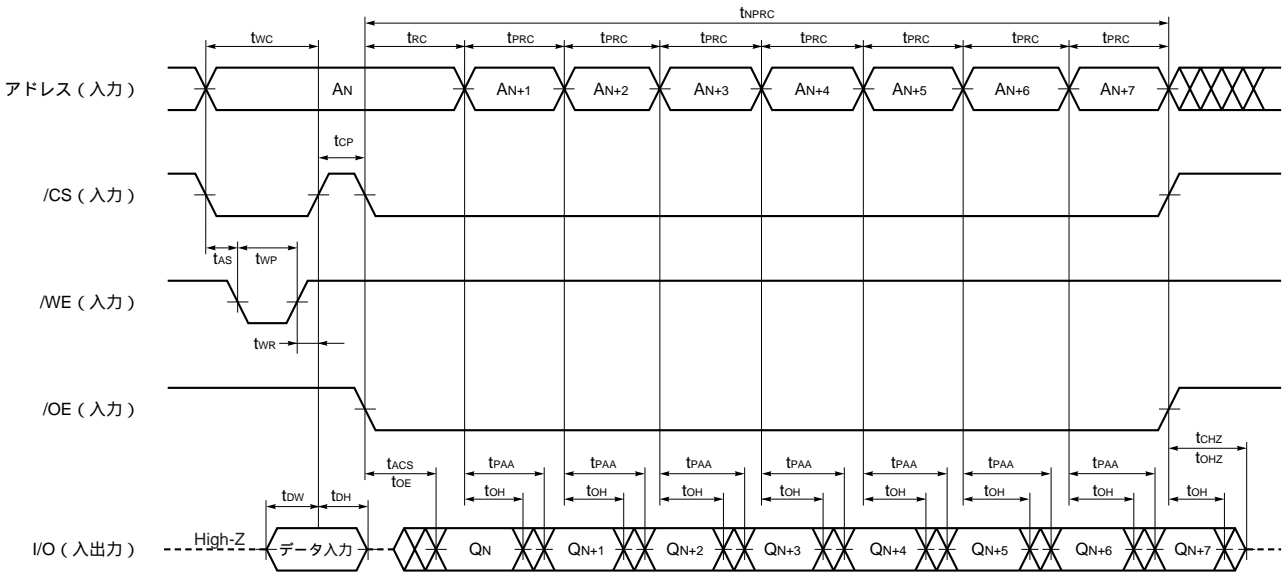 tNPRC
tWC tRC tPRC tPRC tPRC tPRC tPRC tPRC tPRC
アドレス（入力） AN AN+1 AN+2 AN+3 AN+4 AN+5 AN+6 AN+7
tCP
/CS（入力）
tAS tWP
/WE（入力）
tWR
/OE（入力）
tACS tPAA tPAA tPAA tPAA tPAA tPAA tPAA tCHZ
tOE tOHZ
tDW tDH tOH tOH tOH tOH tOH tOH tOH tOH
I/O（入出力） High-Z データ入力 QN QN+1 QN+2 QN+3 QN+4 QN+5 QN+6 QN+7